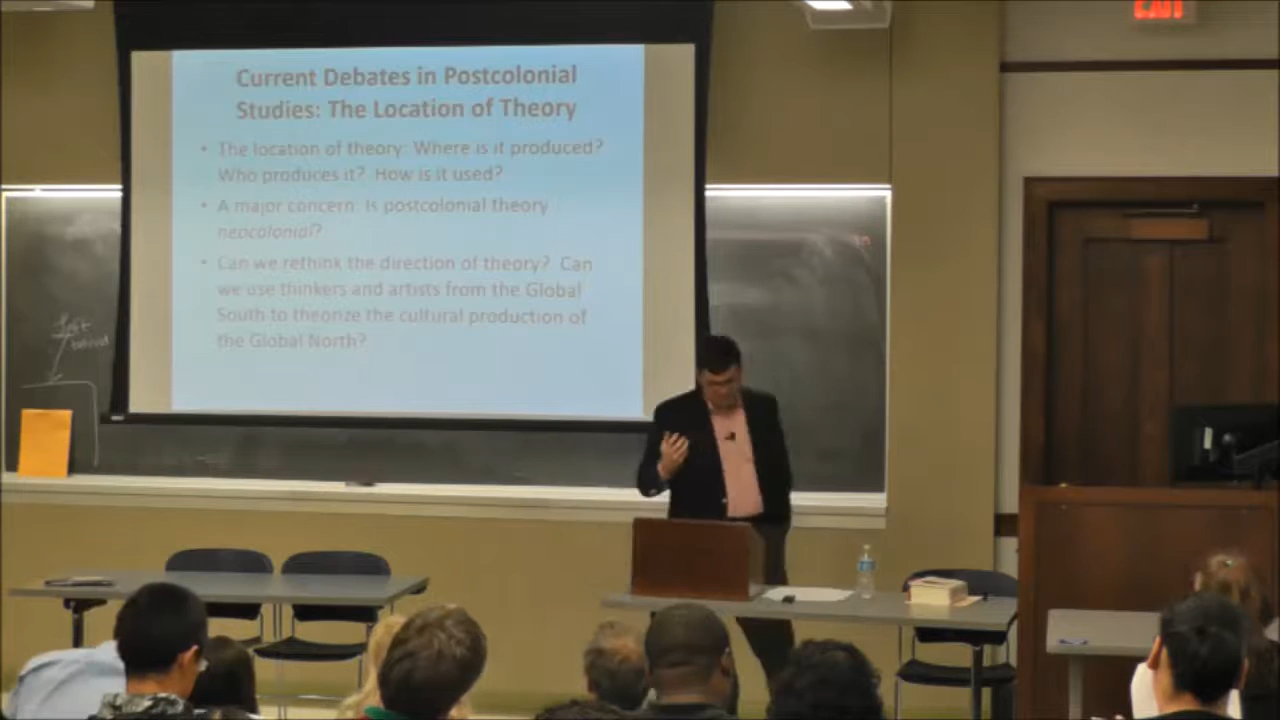 EXIT
Current Debates in Postcolonial
Studies: The Location of Theory
• The location of theory: Where is it produced?
Who produces it? How is it used?
• A major concern: Is postcolonial theory
neocolonial?
• Can we rethink the direction of theory? Can
we use thinkers and artists from the Global
South to theorize the cultural production of
the Global North?